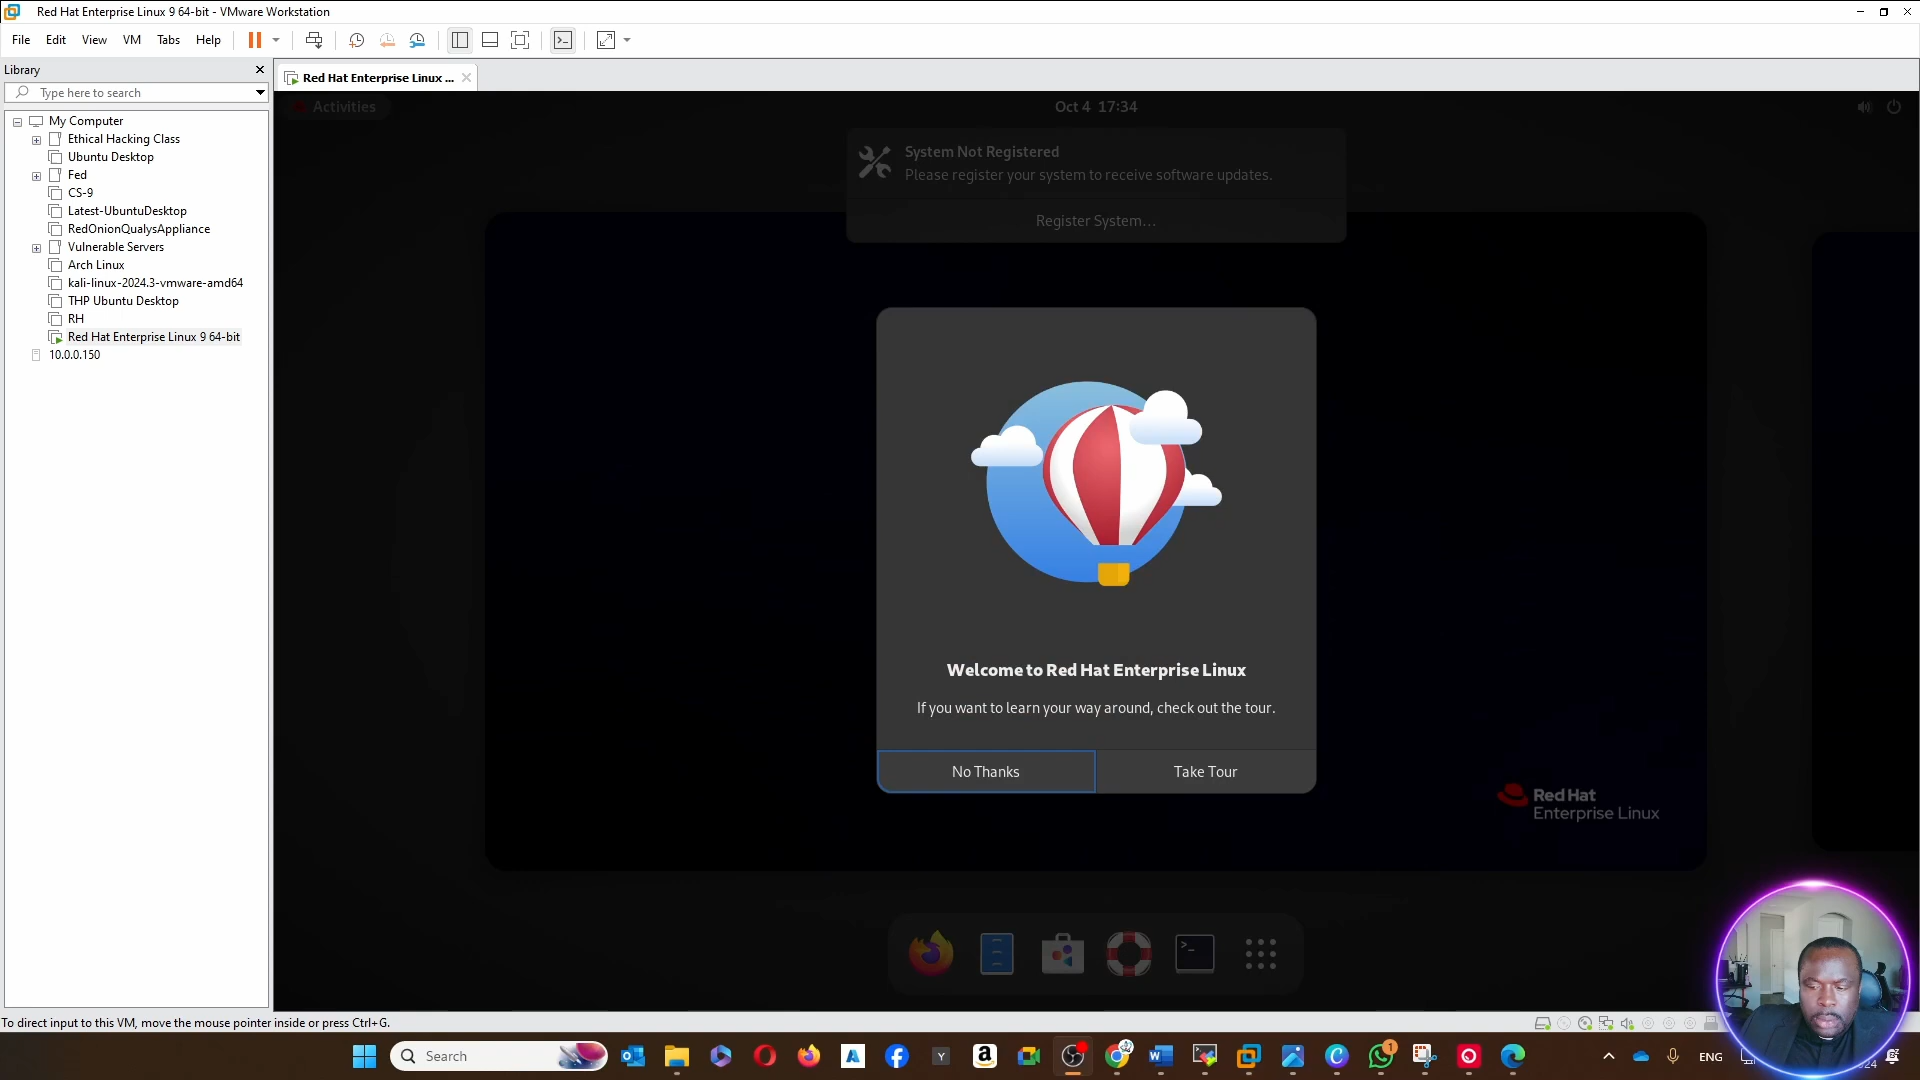 Red Hat Enterprise Linux 9 64-bit - VMware Workstation
File Edit View VM Tabs Help
Library
Type here to search
My Computer
Ethical Hacking Class
Ubuntu Desktop
Fed
CS-9
Latest-UbuntuDesktop
RedOnionQualysAppliance
Vulnerable Servers
Arch Linux
kali-linux-2024.3-vmware-amd64
THP Ubuntu Desktop
RH
Red Hat Enterprise Linux 9 64-bit
10.0.0.150
Red Hat Enterprise Linux ...
Activities
Oct 4 17:34
System Not Registered
Please register your system to receive software updates.
Register System...
Welcome to Red Hat Enterprise Linux
If you want to learn your way around, check out the tour.
No Thanks
Take Tour
Red Hat
Enterprise Linux
To direct input to this VM, move the mouse pointer inside or press Ctrl+G.
Search
1
ENG